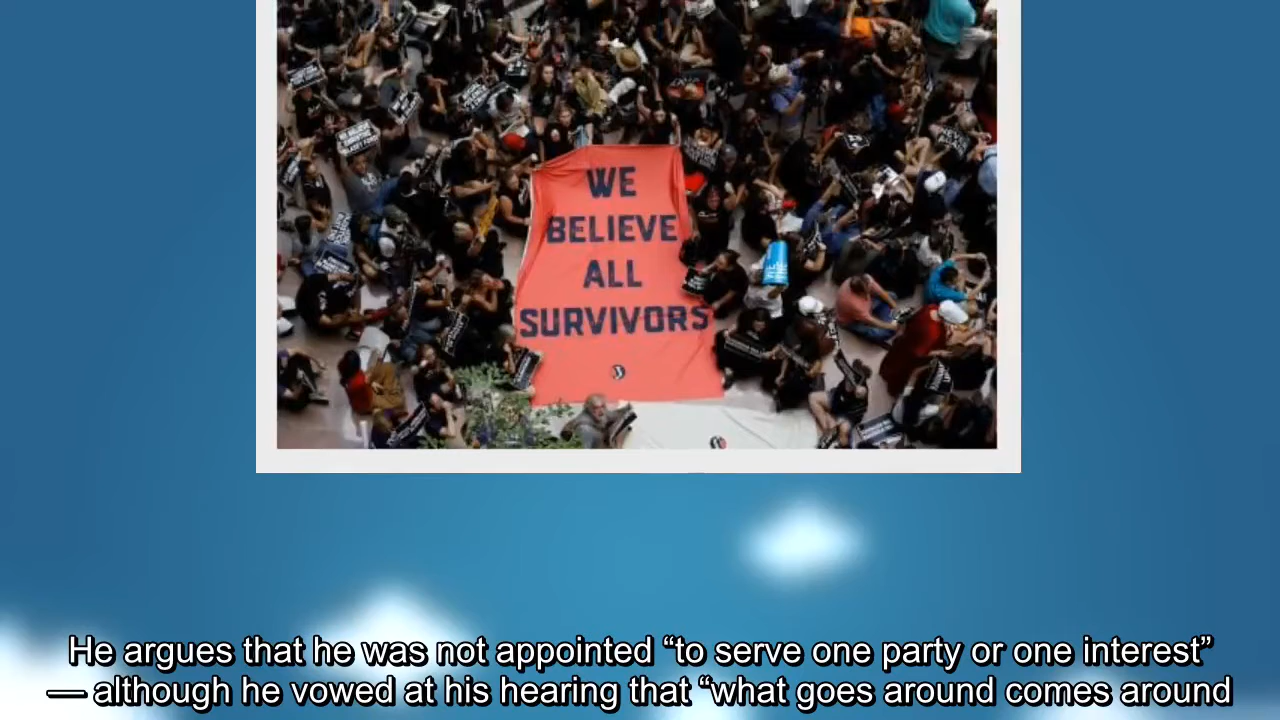 WE
BELIEVE
ALL
SURVIVORS
He argues that he was not appointed “to serve one party or one interest”
— although he vowed at his hearing that “what goes around comes around